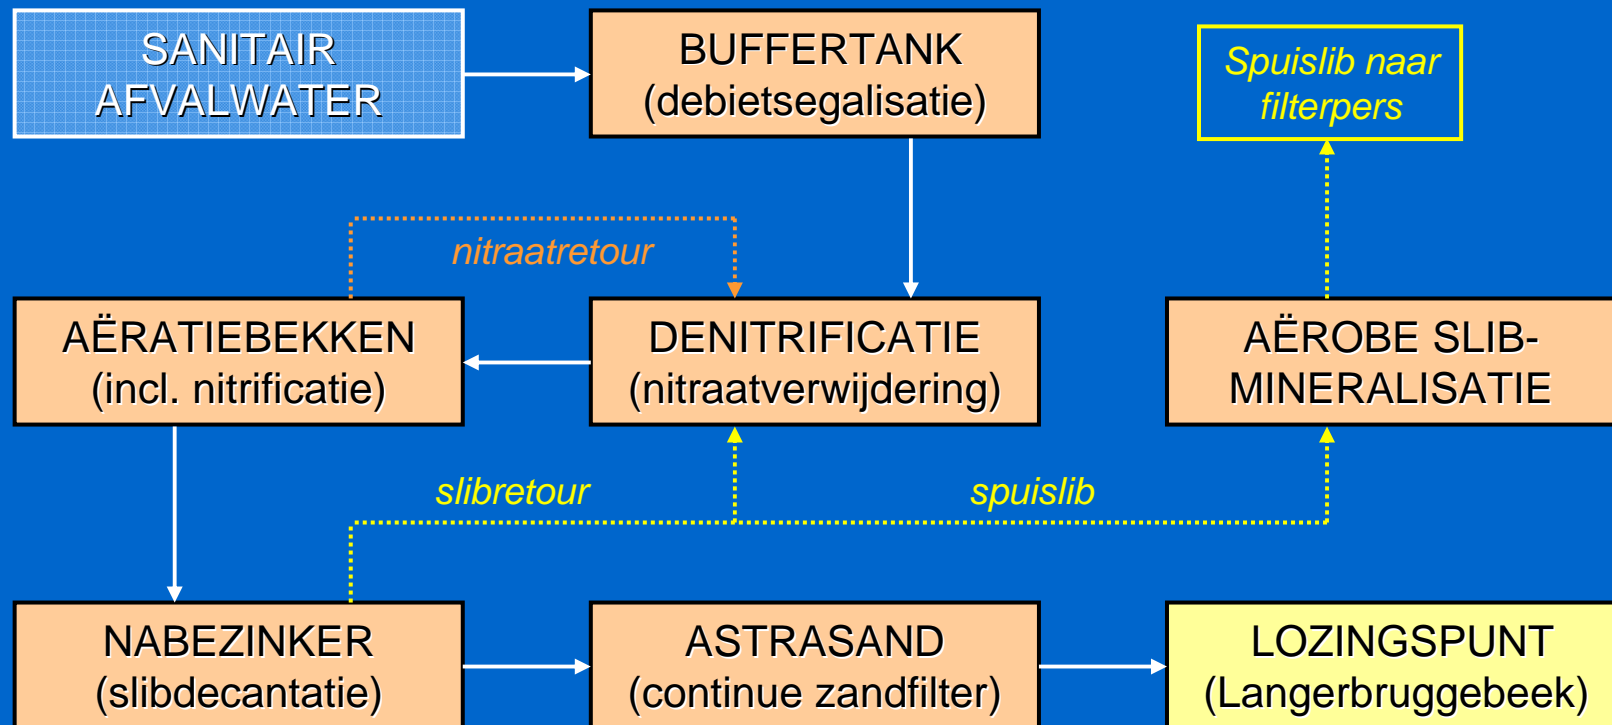 SANITAIR
AFVALWATER
BUFFERTANK
(debietsegalisatie)
Spuislib naar
filterpers
nitraatretour
AËRATIEBEKKEN
(incl. nitrificatie)
DENITRIFICATIE
(nitraatverwijdering)
AËROBE SLIB-
MINERALISATIE
slibretour
spuislib
NABEZINKER
(slibdecantatie)
ASTRASAND
(continue zandfilter)
LOZINGSPUNT
(Langerbruggebeek)